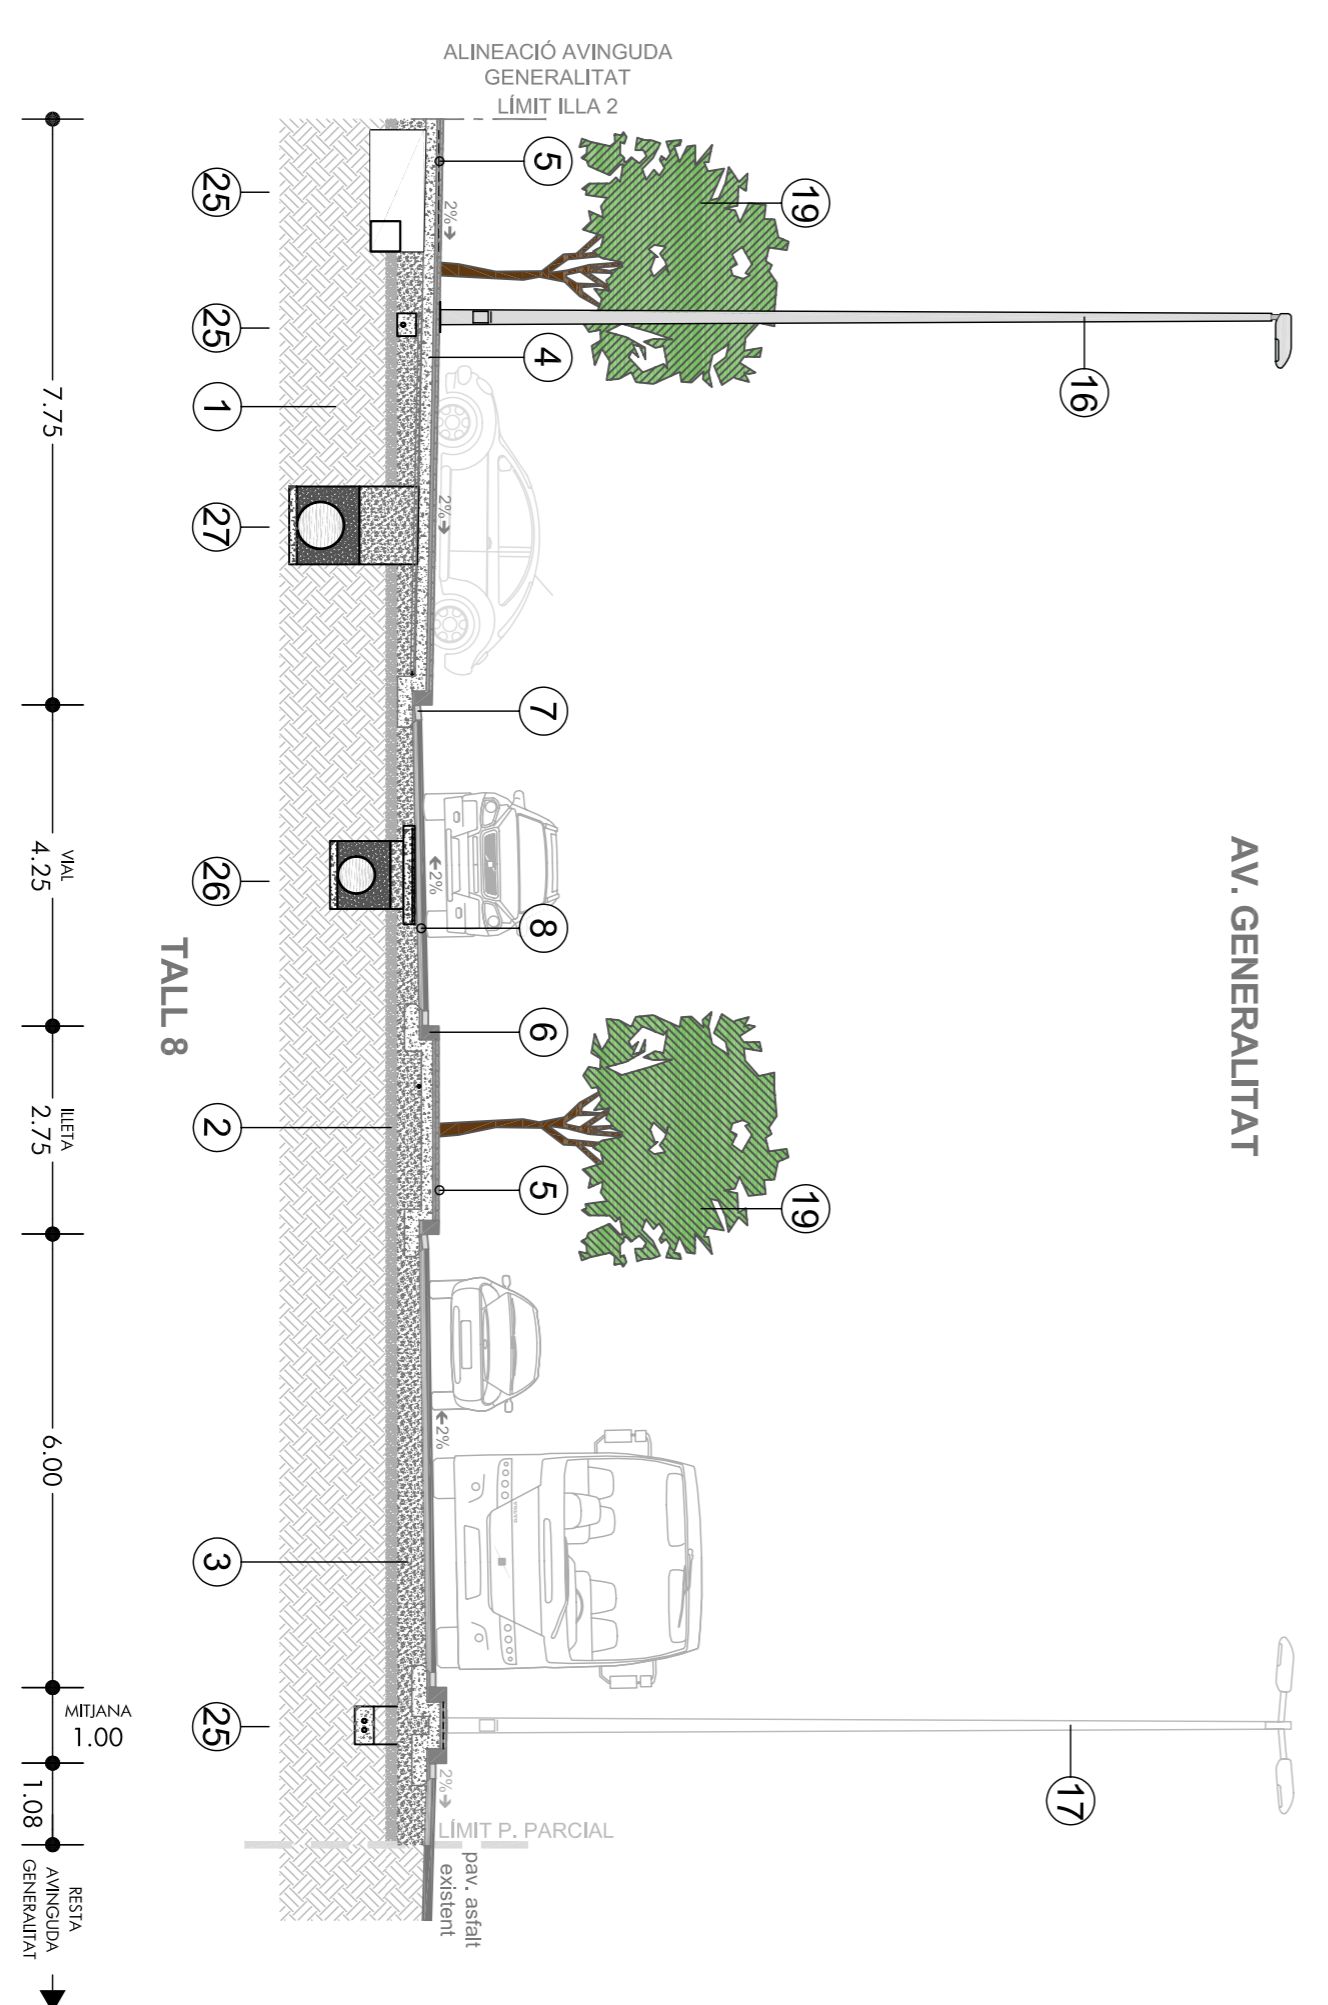 AV. GENERALITAT
ALINEACIÓ AVINGUDA
GENERALITAT
LÍMIT ILLA 2
5
19
16
4
7
8
6
5
19
17
2%
2%
2%
2%
2%
LÍMIT P. PARCIAL
pav. asfalt
existent
25
25
1
27
26
2
3
25
TALL 8
7.75
VIAL
4.25
ILLETA
2.75
6.00
MITJANA
1.00
1.08
RESTA
AVINGUDA
GENERALITAT